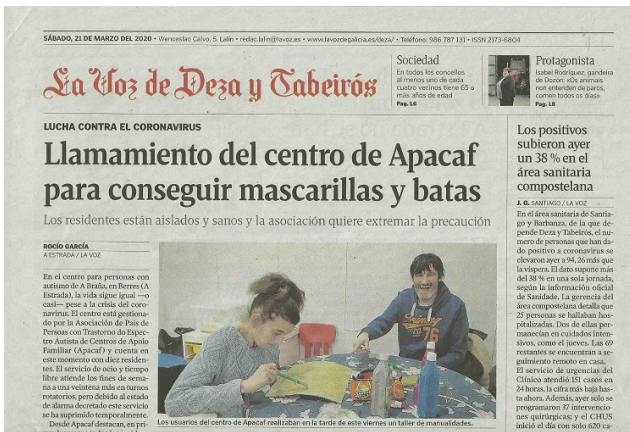 SÁBADO, 21 DE MARZO DEL 2020 • Wenceslao Calvo, 5. Lalín • redac.lalin@lavoz.es • www.lavozdegalicia.es/deza/ • Teléfono: 986 787 131 • ISSN 2173-6804
La Voz de Deza y Tabeirós
Sociedad
En todos los concellos
al menos uno de cada
cuatro vecinos tiene 65 o
más años de edad
Pag. L6
Protagonista
Isabel Rodríguez, gandeira
de Dozón: «Os animais
non entenden de paros,
comen todos os días»
Pag. L8
LUCHA CONTRA EL CORONAVIRUS
Llamamiento del centro de Apacaf
para conseguir mascarillas y batas
Los residentes están aislados y sanos y la asociación quiere extremar la precaución
ROCÍO GARCÍA
A ESTRADA / LA VOZ
En el centro para personas con
autismo de A Braña, en Berres (A
Estrada), la vida sigue igual —o
casi— pese a la crisis del coro-
navirus. El centro está gestio-
nado por la Asociación de Pais de
Persoas con Trastorno do Espec-
tro Autista de Centros de Apoio
Familiar (Apacaf) y cuenta en
este momento con diez residen-
tes. El servicio de ocio y tiempo
libre atiende los fines de sema-
na a una veintena más en turnos
rotatorios, pero debido al estado
de alarma decretado este servicio
se ha suprimido temporalmente.
Desde Apacaf destacan, en pri-
76
Los usuarios del centro de Apacaf realizaban en la tarde de este viernes un taller de manualidades.
Los positivos
subieron ayer
un 38 % en el
área sanitaria
compostelana
J. G. SANTIAGO / LA VOZ
En el área sanitaria de Santia-
go y Barbanza, de la que de-
pende Deza y Tabeirós, el nu-
mero de personas que han da-
do positivo a coronavirus se
elevaron ayer a 94, 26 más que
la víspera. El dato supone más
del 38 % en una sola jornada,
según la información oficial
de Sanidade. La gerencia del
área compostelana detalla que
25 personas se hallaban hos-
pitalizadas. Dos de ellas per-
manecían en cuidados inten-
sivos, como el jueves. Las 69
restantes se encuentran a se-
guimiento remoto en casa.
El servicio de urgencias del
Clínico atendió 151 casos en
24 horas, la cifra más baja has-
ta ahora. Además, ayer solo se
programaron 37 intervencio-
nes quirúrgicas; y el CHUS
inició el día con solo 620 ca-